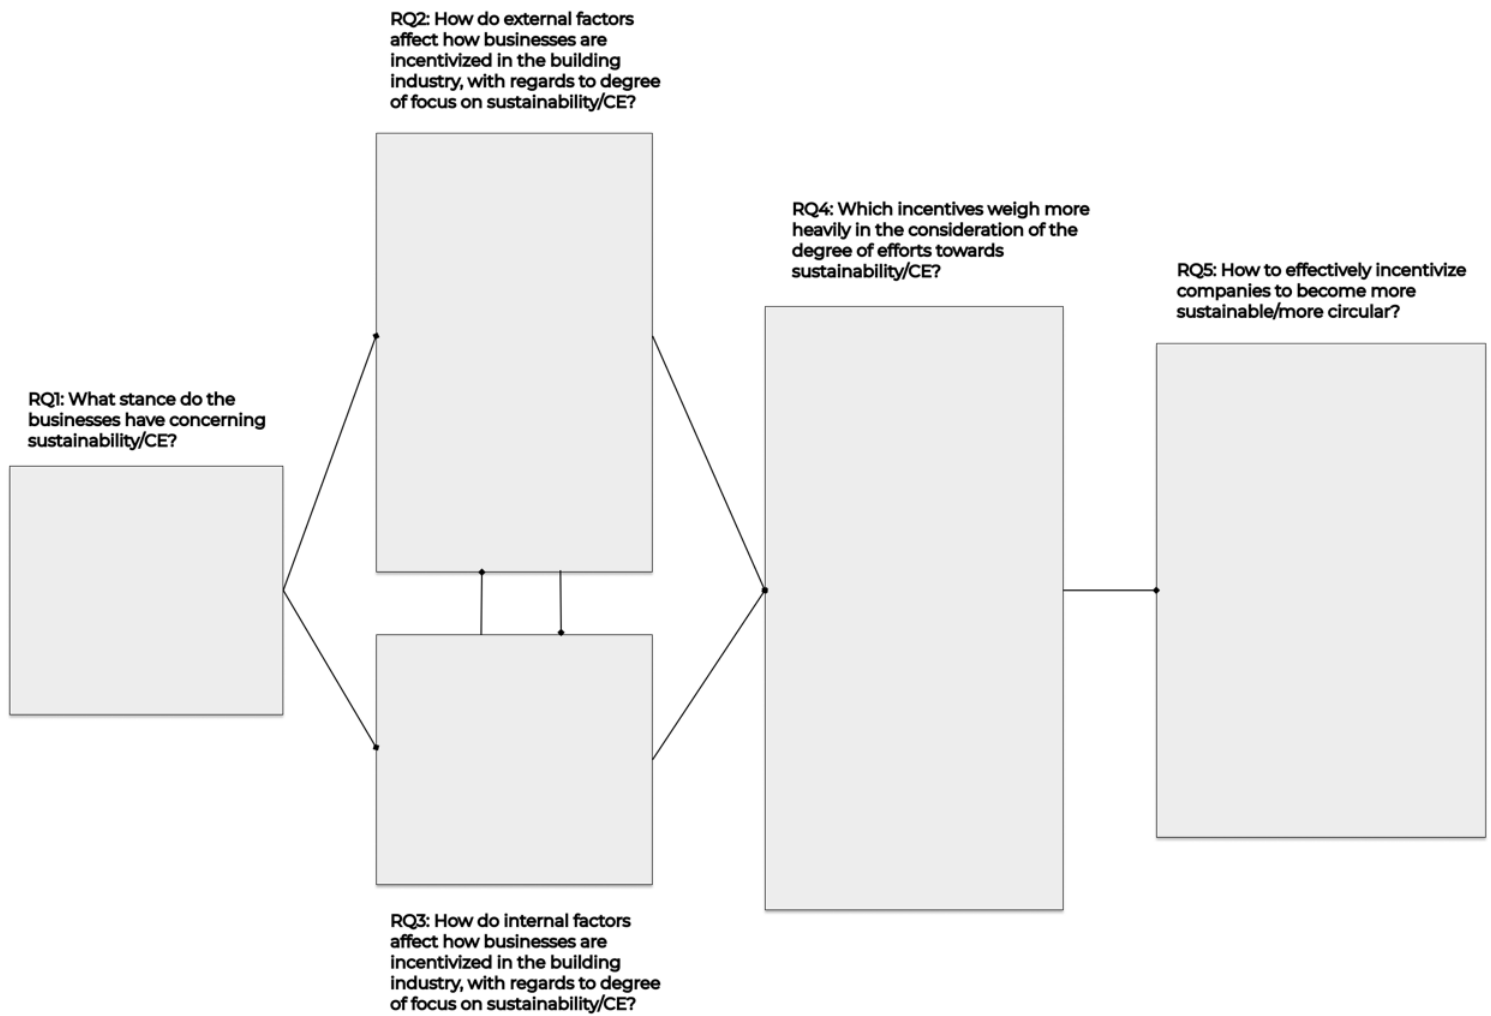 RQ2: How do external factors
affect how businesses are
incentivized in the building
industry, with regards to degree
of focus on sustainability/CE?
RQ4: Which incentives weigh more
heavily in the consideration of the
degree of efforts towards
sustainability/CE?
RQ5: How to effectively incentivize
companies to become more
sustainable/more circular?
RQ1: What stance do the
businesses have concerning
sustainability/CE?
RQ3: How do internal factors
affect how businesses are
incentivized in the building
industry, with regards to degree
of focus on sustainability/CE?